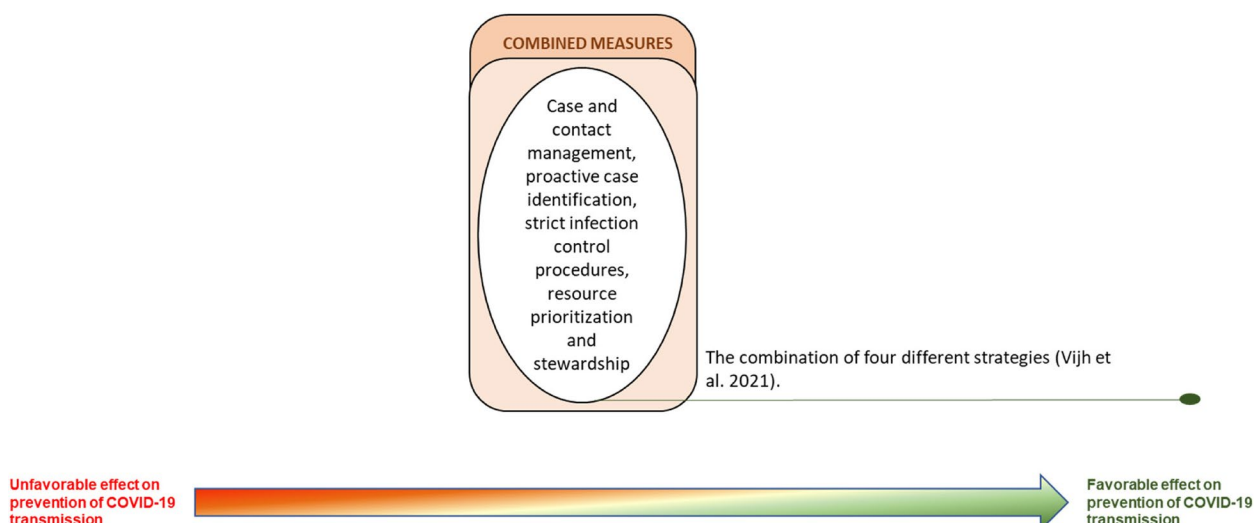 COMBINED MEASURES
Case and
contact
management,
proactive case
identification,
strict infection
control
procedures,
resource
prioritization
and
stewardship
The combination of four different strategies (Vijh et
al. 2021).
Unfavorable effect on
prevention of COVID-19
transmission
Favorable effect on
prevention of COVID-19
transmission